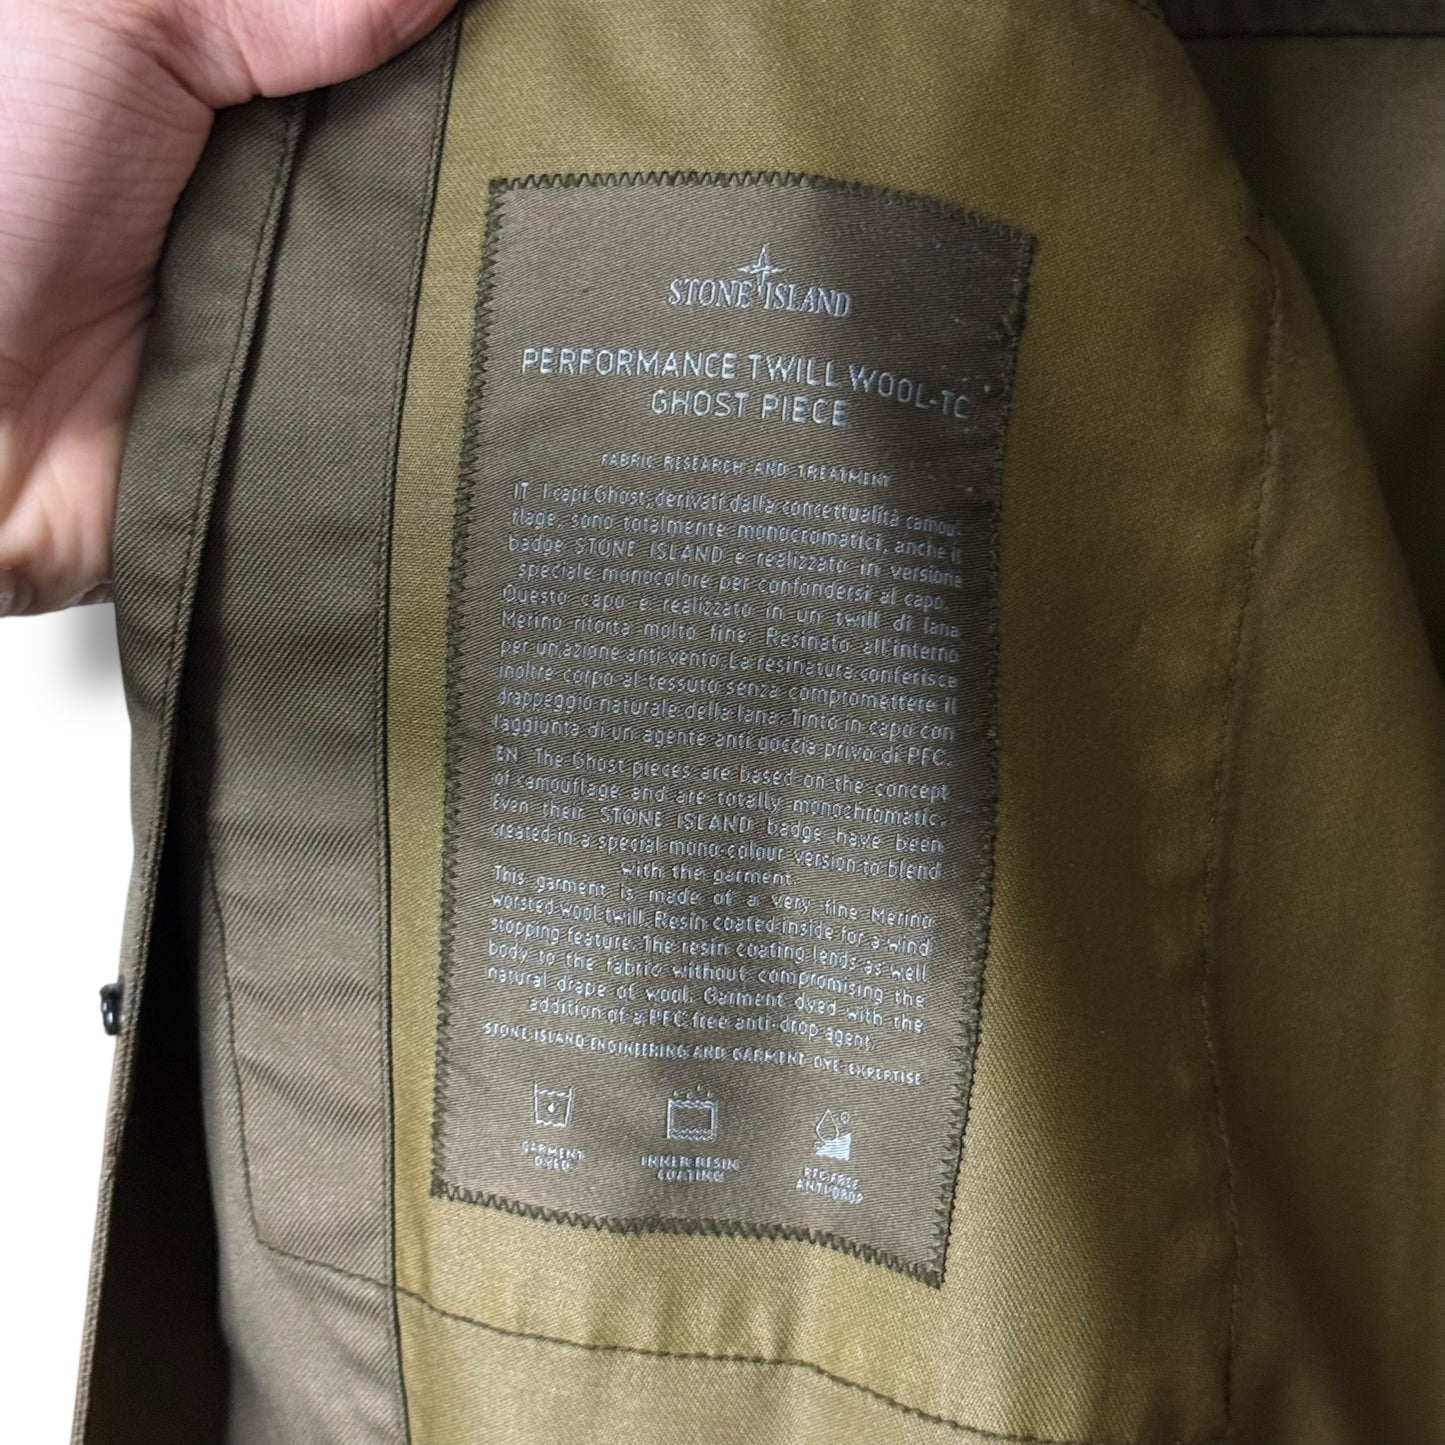 STONE ISLAND
PERFORMANCE TWILL WOOL-TC
GHOST PIECE
FABRIC RESEARCH AND TREATMENT
IT I capi Ghost, derivati dalla concettualità camou-
flage, sono totalmente monocromatici, anche il
badge STONE ISLAND è realizzato in versione
speciale monocolore per confondersi al capo.
Questo capo è realizzato in un twill di lana
Merino ritorta molto fine. Resinato all'interno
per un'azione anti vento. La resinatura conferisce
inoltre corpo al tessuto senza compromettere il
drappeggio naturale della lana. Tinto in capo con
l'aggiunta di un agente anti goccia privo di PFC.
EN The Ghost pieces are based on the concept
of camouflage and are totally monochromatic.
Even their STONE ISLAND badge have been
created in a special mono-colour version to blend
with the garment.
This garment is made of a very fine Merino
worsted wool twill. Resin coated inside for a wind
stopping feature. The resin coating lends as well
body to the fabric without compromising the
natural drape of wool. Garment dyed with the
addition of a PFC free anti-drop agent.
STONE ISLAND ENGINEERING AND GARMENT DYE EXPERTISE
GARMENT
DYED
INNER RESIN
COATING
PFC FREE
ANTI-DROP